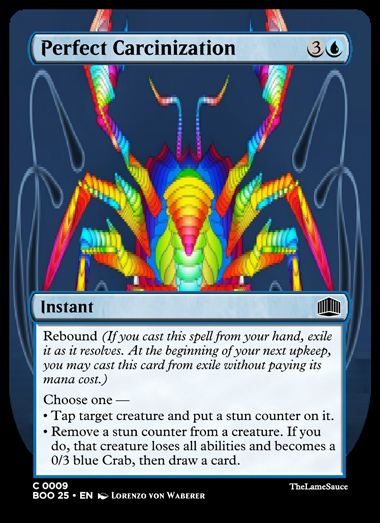 Perfect Carcinization 3
Instant
Rebound (If you cast this spell from your hand, exile
it as it resolves. At the beginning of your next upkeep,
you may cast this card from exile without paying its
mana cost.)
Choose one —
• Tap target creature and put a stun counter on it.
• Remove a stun counter from a creature. If you
do, that creature loses all abilities and becomes a
0/3 blue Crab, then draw a card.
C 0009
BOO 25 • EN Lorenzo von Waberer
TheLameSauce